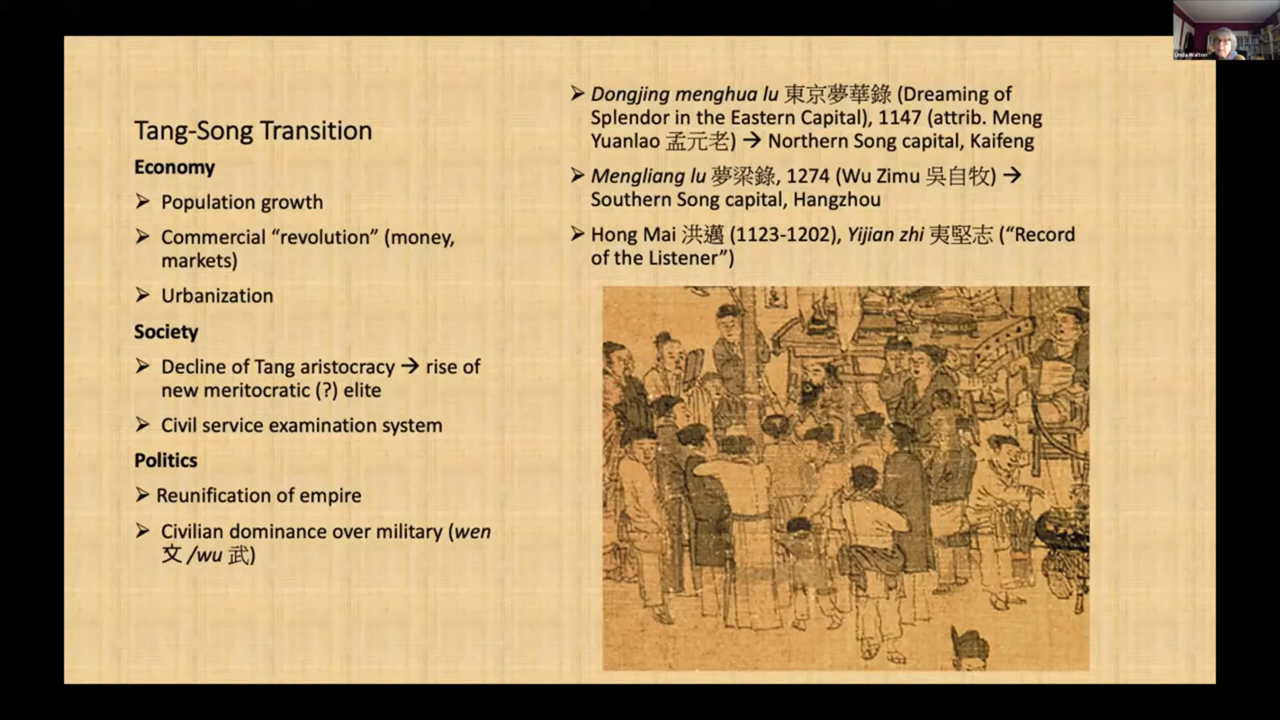 Tang-Song Transition
Economy
➢ Population growth
➢ Commercial “revolution” (money,
markets)
➢ Urbanization
Society
➢ Decline of Tang aristocracy → rise of
new meritocratic (?) elite
➢ Civil service examination system
Politics
➢ Reunification of empire
➢ Civilian dominance over military (wen
文 /wu 武)
➢ Dongjing menghua lu 東京夢華錄 (Dreaming of
Splendor in the Eastern Capital), 1147 (attrib. Meng
Yuanlao 孟元老) → Northern Song capital, Kaifeng
➢ Mengliang lu 夢梁錄, 1274 (Wu Zimu 吳自牧) →
Southern Song capital, Hangzhou
➢ Hong Mai 洪邁 (1123-1202), Yijian zhi 夷堅志 (“Record
of the Listener”)
Linda Walton